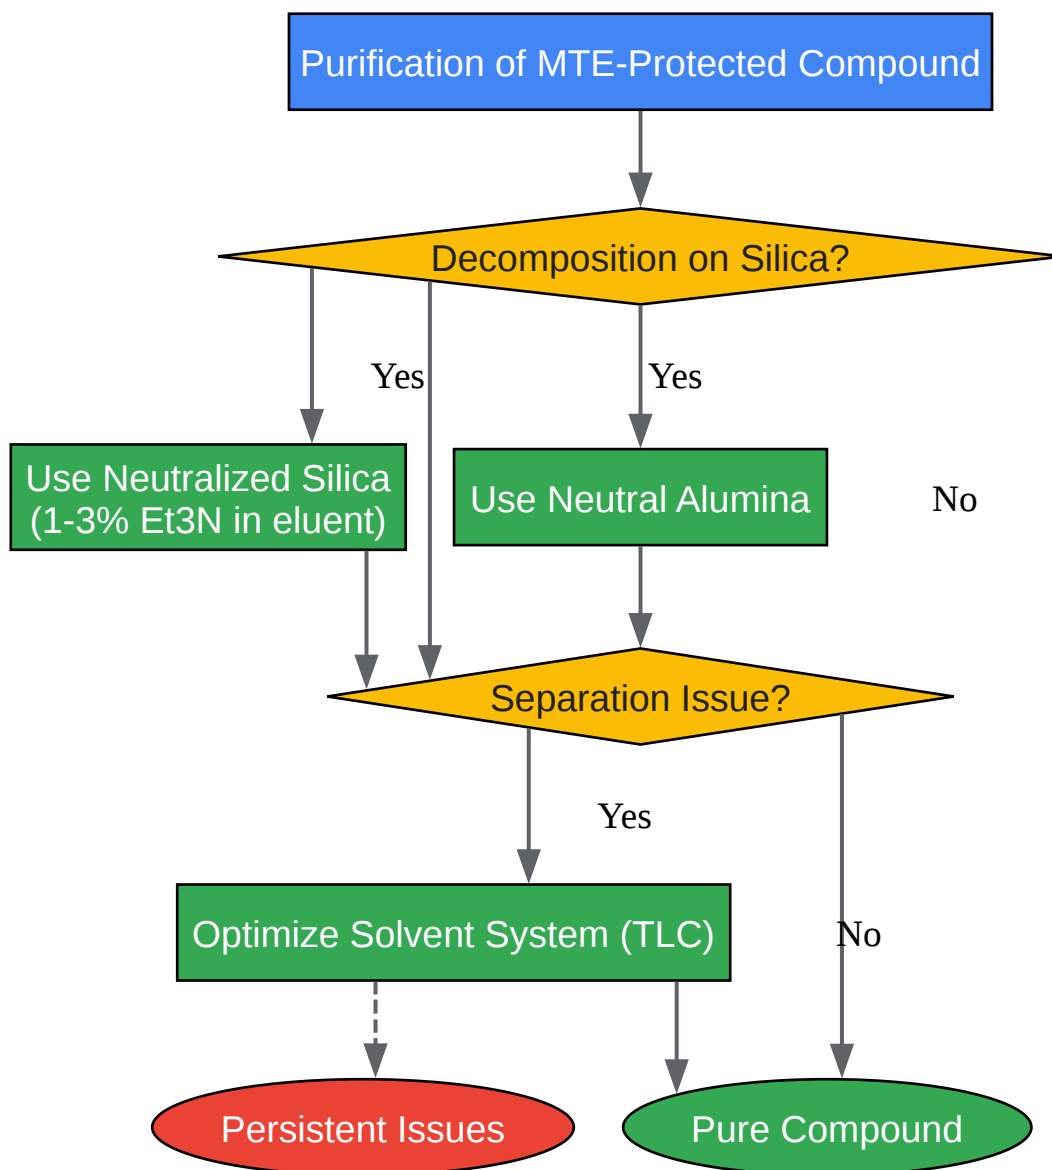 Purification of MTE-Protected Compound
Decomposition on Silica?
Yes
Yes
Use Neutralized Silica
(1-3% Et3N in eluent)
Use Neutral Alumina
No
Separation Issue?
Yes
Optimize Solvent System (TLC)
No
Persistent Issues
Pure Compound